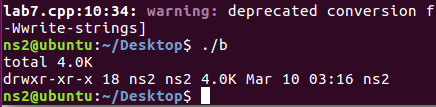 lab7.cpp:10:34: warning: deprecated conversion f
-Wwrite-strings]
ns2@ubuntu:~/Desktop$ ./b
total 4.0K
drwxr-xr-x 18 ns2 ns2 4.0K Mar 10 03:16 ns2
ns2@ubuntu:~/Desktop$